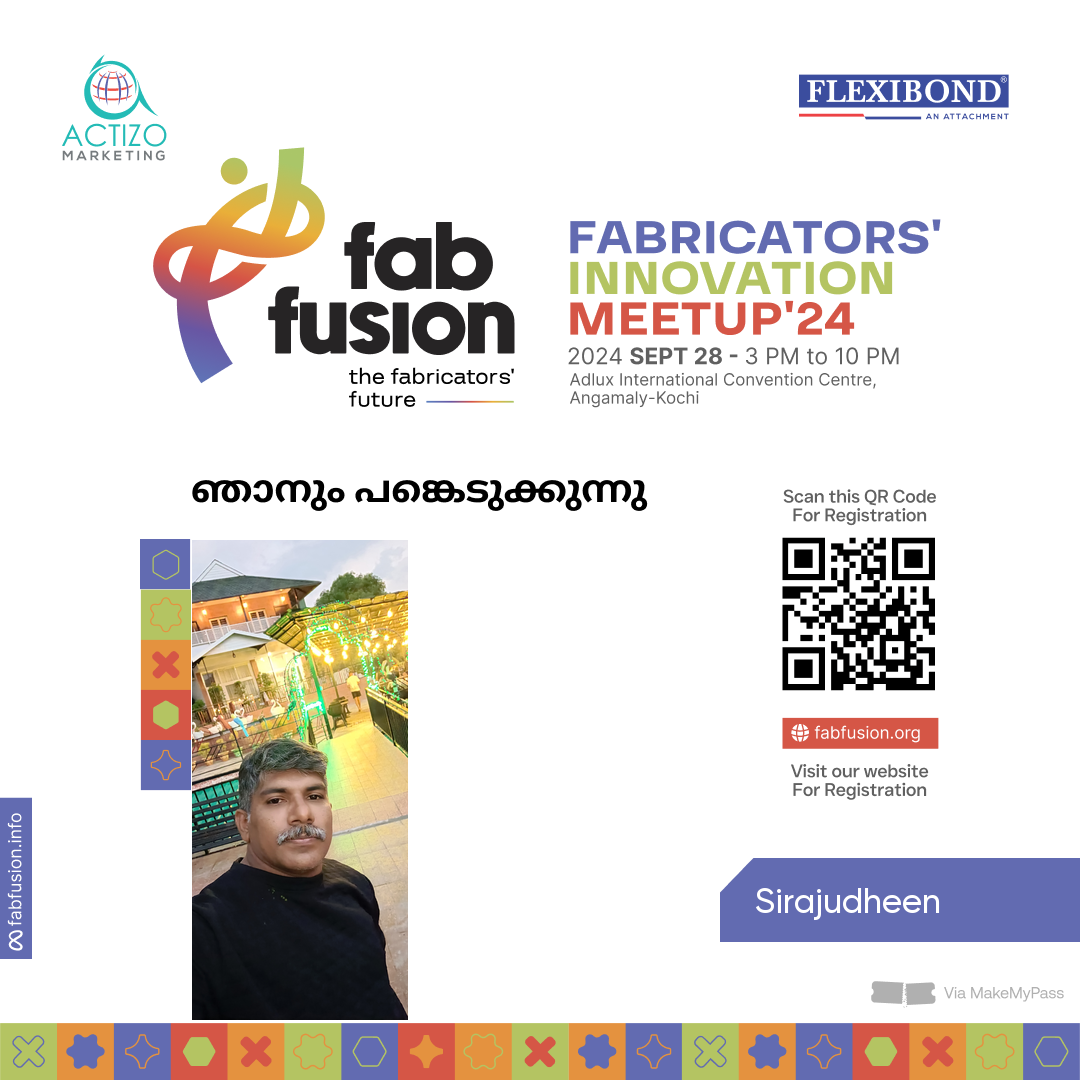 ACTIZO
MARKETING
FLEXIBOND®
AN ATTACHMENT
fab
fusion
the fabricators'
future
FABRICATORS'
INNOVATION
MEETUP'24
2024 SEPT 28 - 3 PM to 10 PM
Adlux International Convention Centre,
Angamaly-Kochi
ഞാനും പങ്കെടുക്കുന്നു
Scan this QR Code
For Registration
fabfusion.org
Visit our website
For Registration
fabfusion.info
Sirajudheen
Via MakeMyPass